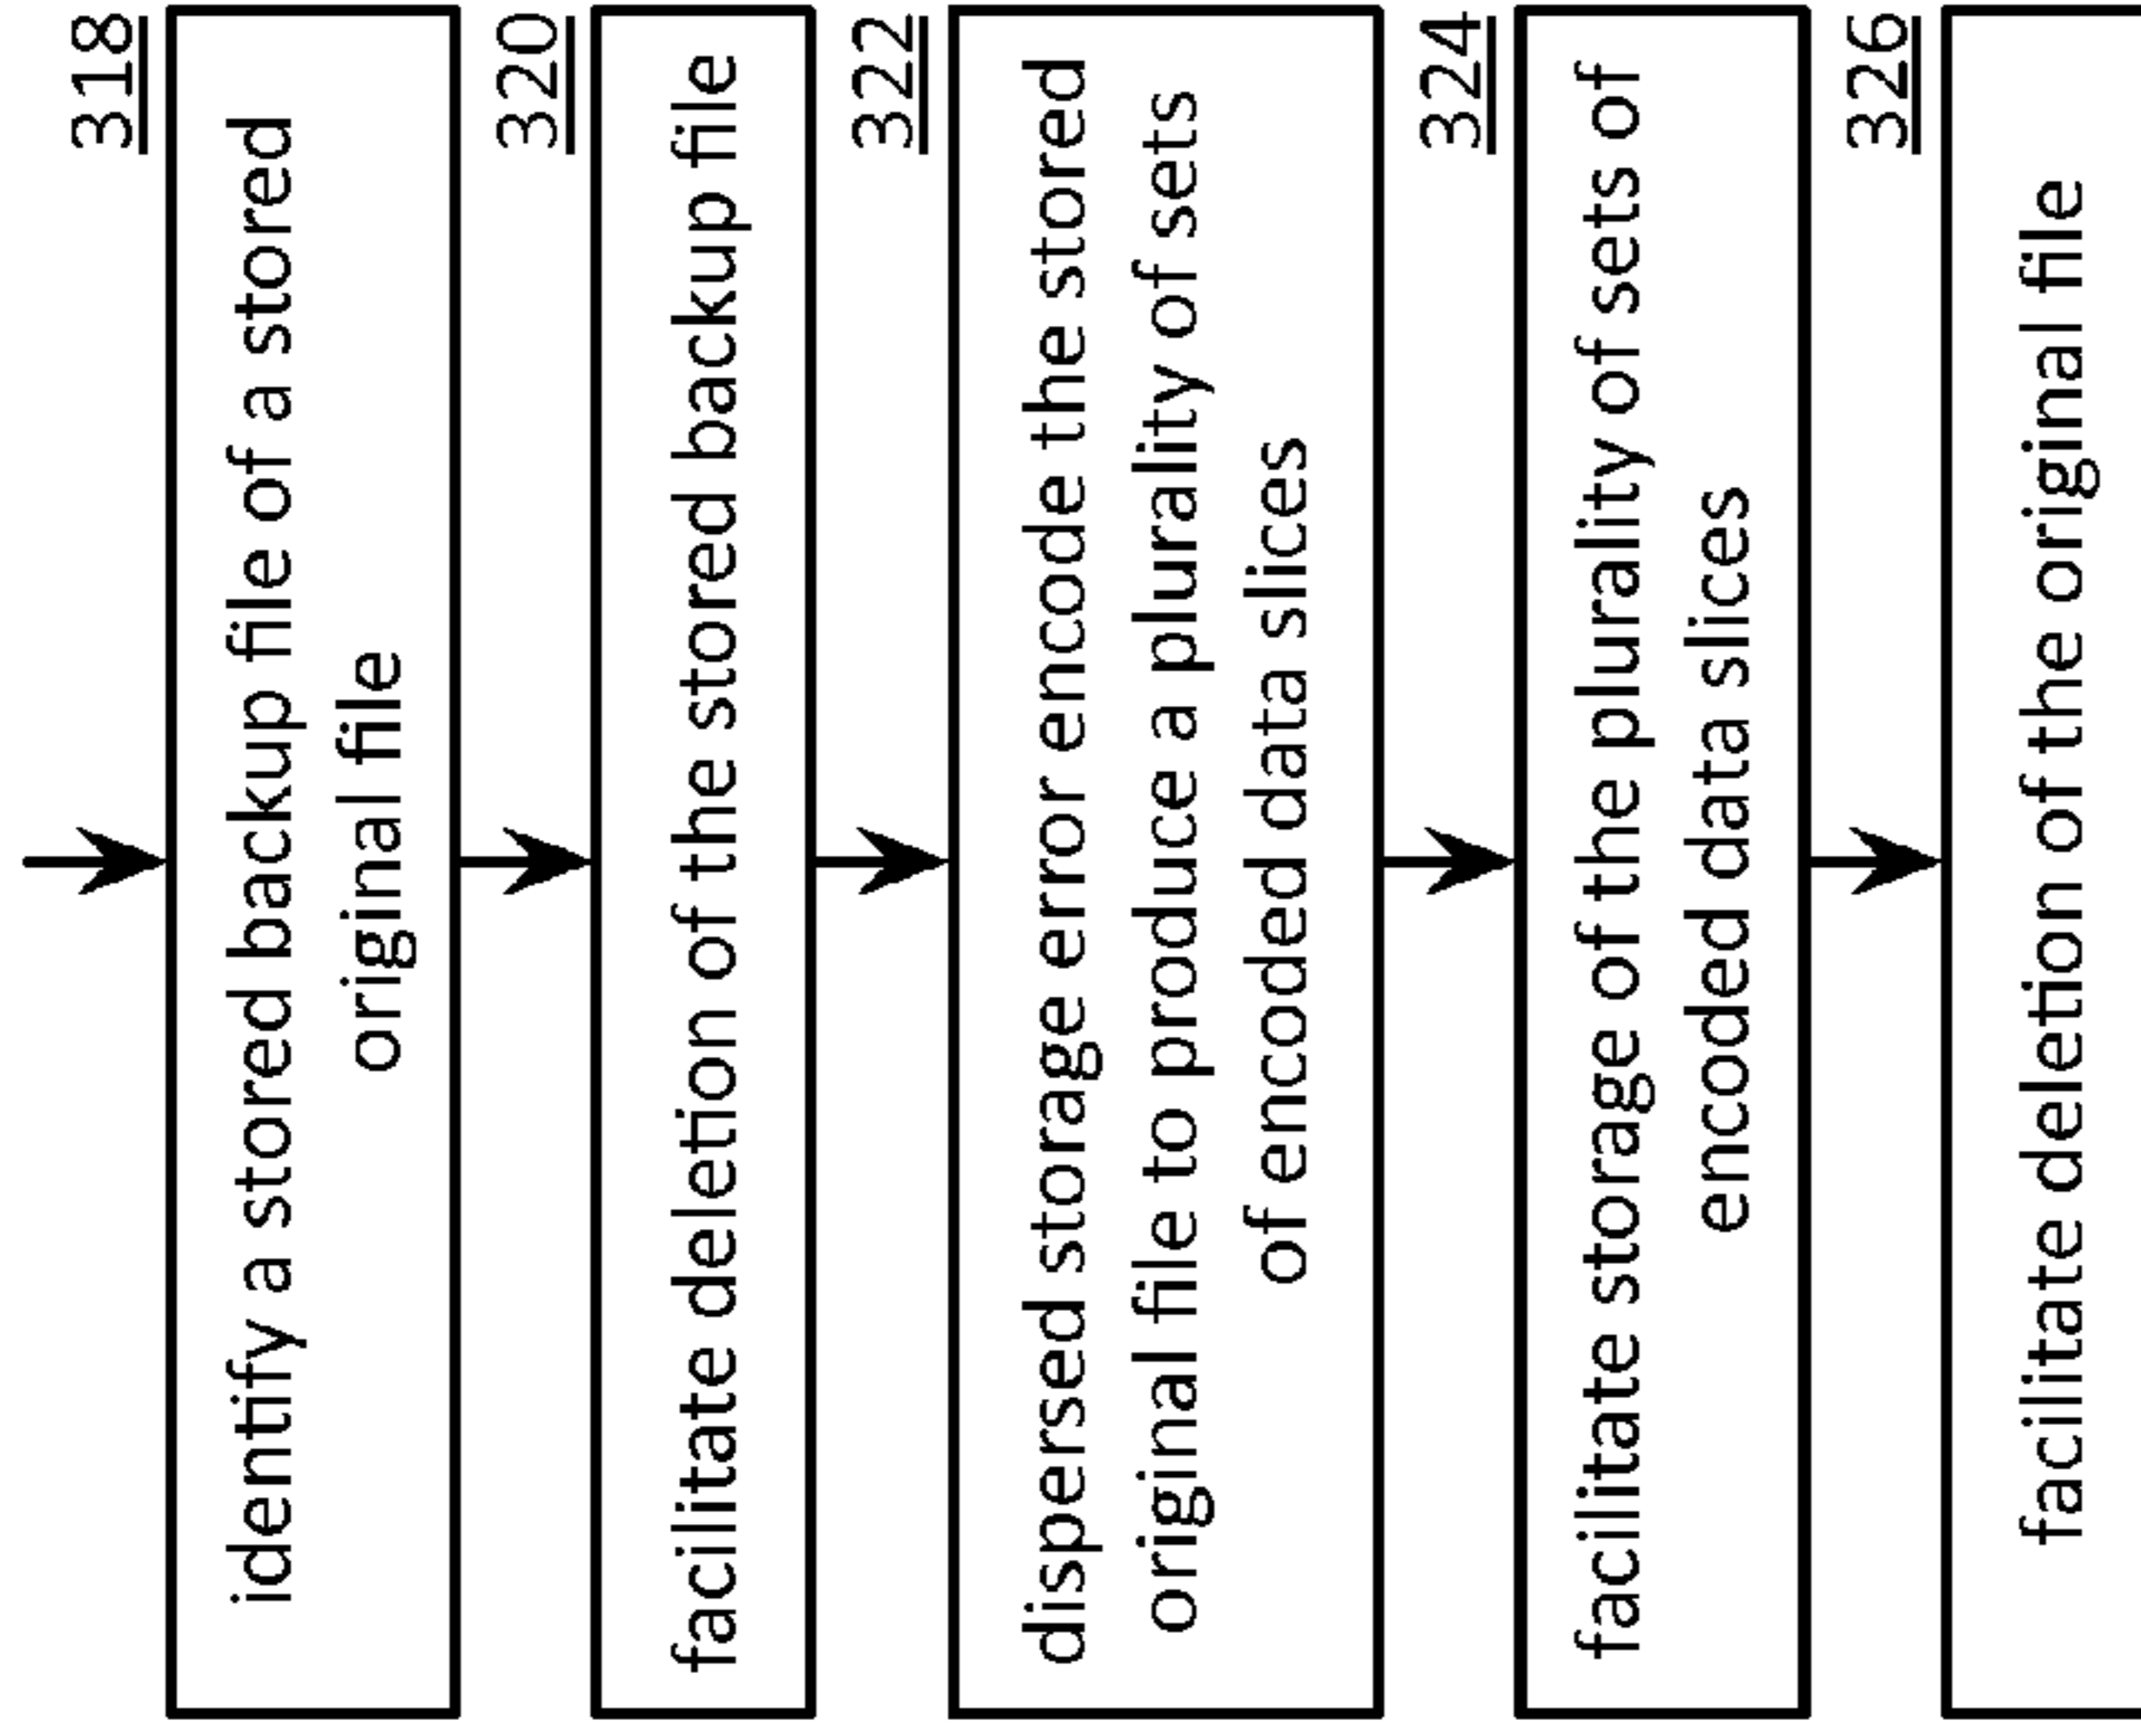 318
identify a stored backup file of a stored
original file
320
facilitate deletion of the stored backup file
322
dispersed storage error encode the stored
original file to produce a plurality of sets
of encoded data slices
324
facilitate storage of the plurality of sets of
encoded data slices
326
facilitate deletion of the original file